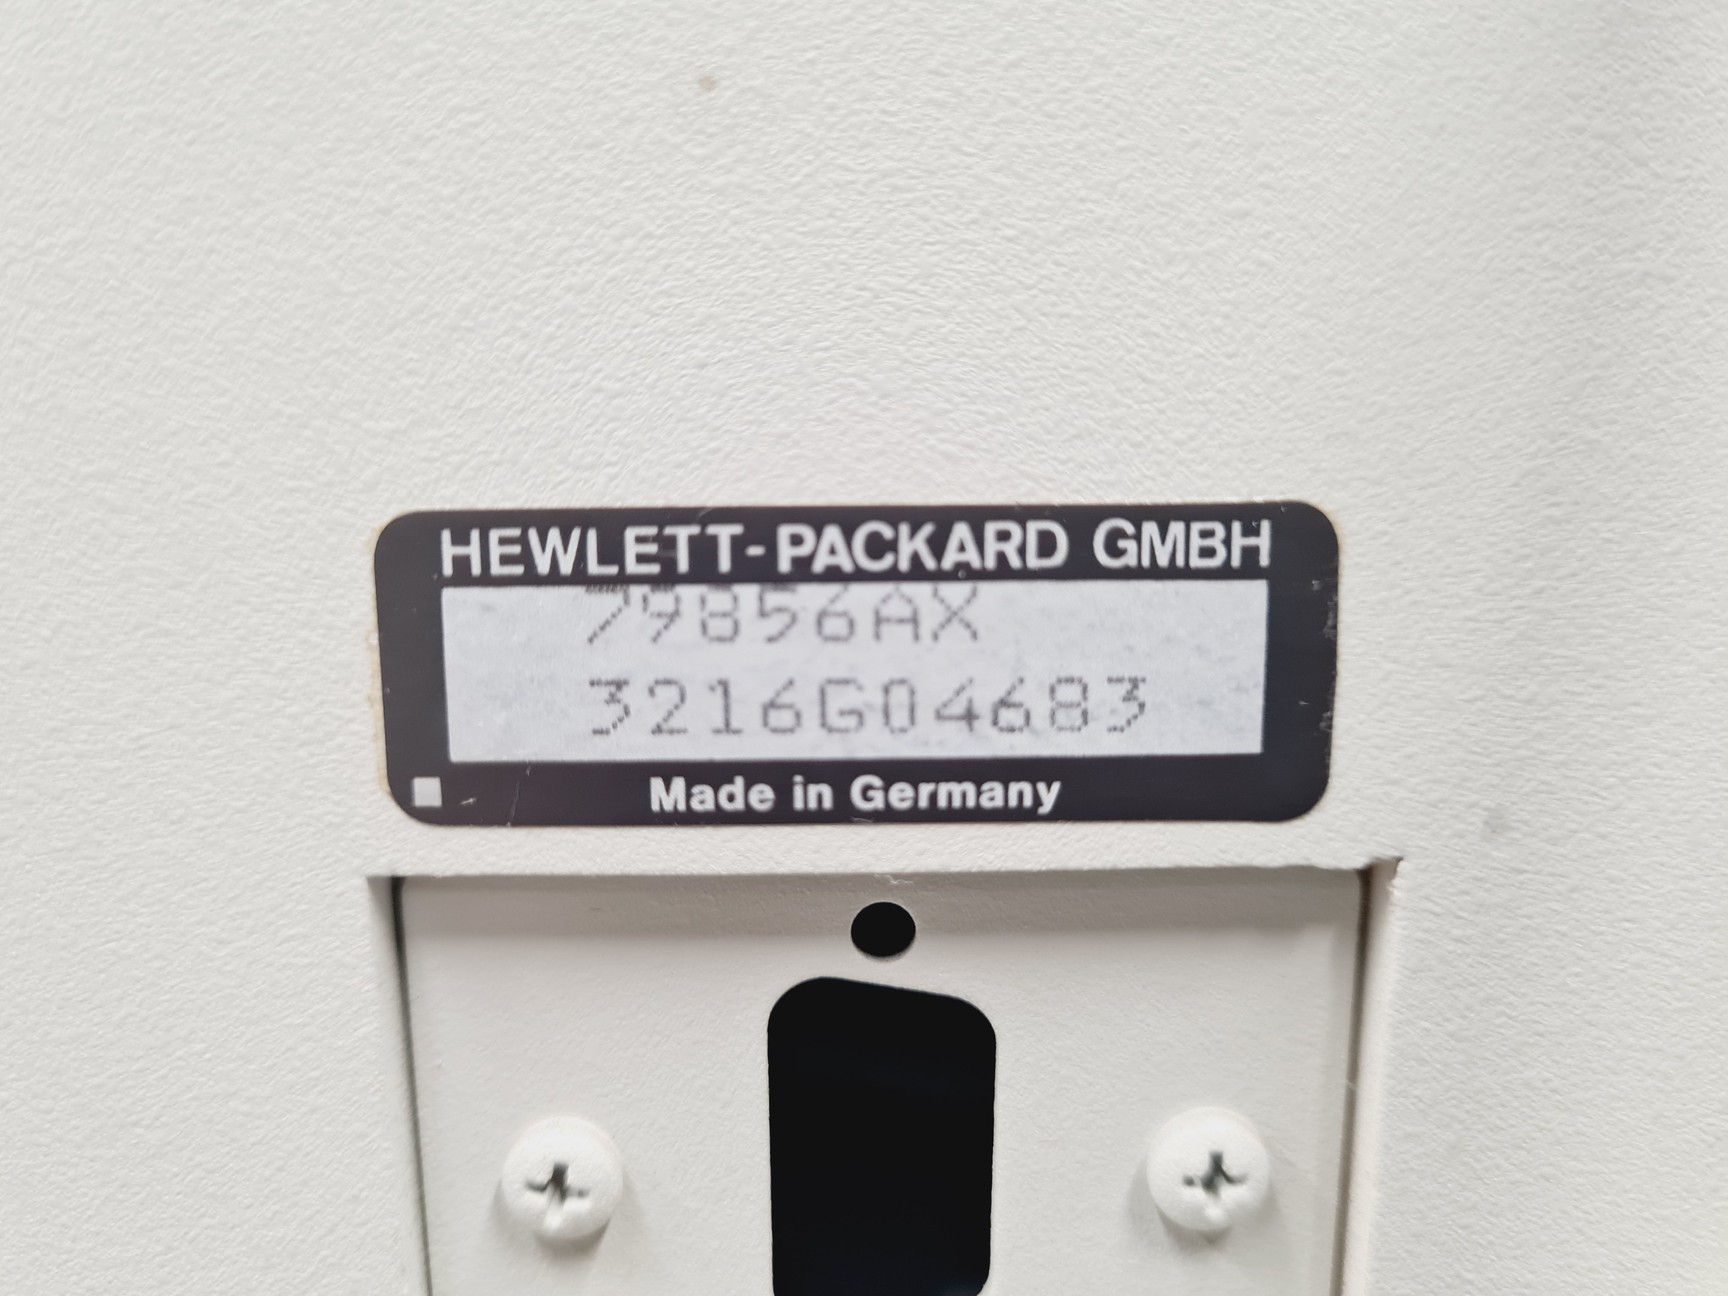 HEWLETT-PACKARD GMBH
79856AX
3216G04683
Made in Germany